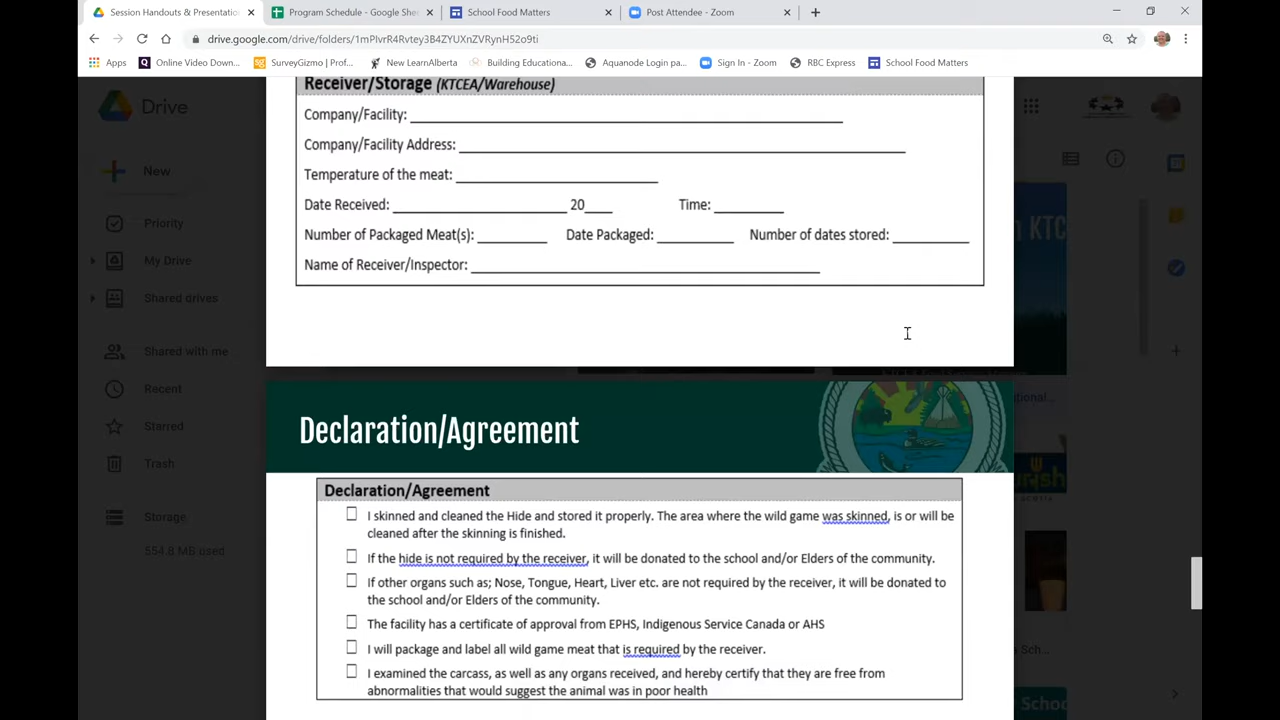 Session Handouts & Presentatio
Program Schedule - Google She
School Food Matters
Post Attendee - Zoom
drive.google.com/drive/folders/1mPIvrR4Rvtey3B4ZYUXnZVRynH52o9ti
Apps
Online Video Down...
SurveyGizmo | Prof...
New LearnAlberta
Building Educationa...
Aquanode Login pa...
Sign In - Zoom
RBC Express
School Food Matters
Drive
New
Priority
My Drive
Shared drives
Shared with me
Recent
Starred
Trash
Storage
554.8 MB used
Receiver/Storage (KTCEA/Warehouse)
Company/Facility:
Company/Facility Address:
Temperature of the meat:
Date Received: 20 Time:
Number of Packaged Meat(s): Date Packaged: Number of dates stored:
Name of Receiver/Inspector:
Declaration/Agreement
Declaration/Agreement
I skinned and cleaned the Hide and stored it properly. The area where the wild game was skinned, is or will be
cleaned after the skinning is finished.
If the hide is not required by the receiver, it will be donated to the school and/or Elders of the community.
If other organs such as; Nose, Tongue, Heart, Liver etc. are not required by the receiver, it will be donated to
the school and/or Elders of the community.
The facility has a certificate of approval from EPHS, Indigenous Service Canada or AHS
I will package and label all wild game meat that is required by the receiver.
I examined the carcass, as well as any organs received, and hereby certify that they are free from
abnormalities that would suggest the animal was in poor health